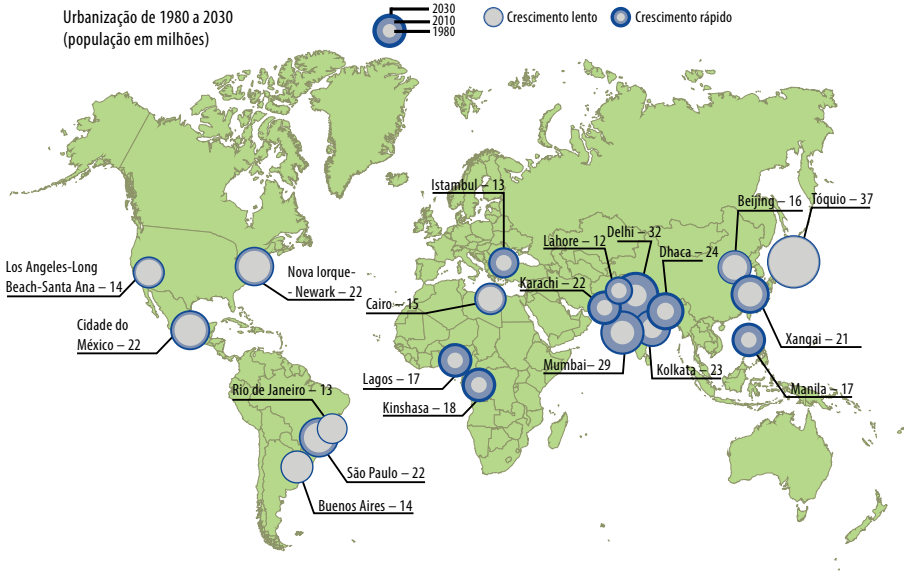 Urbanização de 1980 a 2030
(população em milhões)
2030
2010
1980
Crescimento lento
Crescimento rápido
Istambul – 13
Beijing – 16
Tóquio – 37
Lahore – 12
Delhi – 32
Dhaca – 24
Los Angeles-Long
Beach-Santa Ana – 14
Nova Iorque-
- Newark – 22
Cairo – 15
Karachi – 22
Cidade do
México – 22
Xangai – 21
Mumbai– 29
Kolkata – 23
Lagos – 17
Manila – 17
Rio de Janeiro – 13
Kinshasa – 18
São Paulo – 22
Buenos Aires – 14